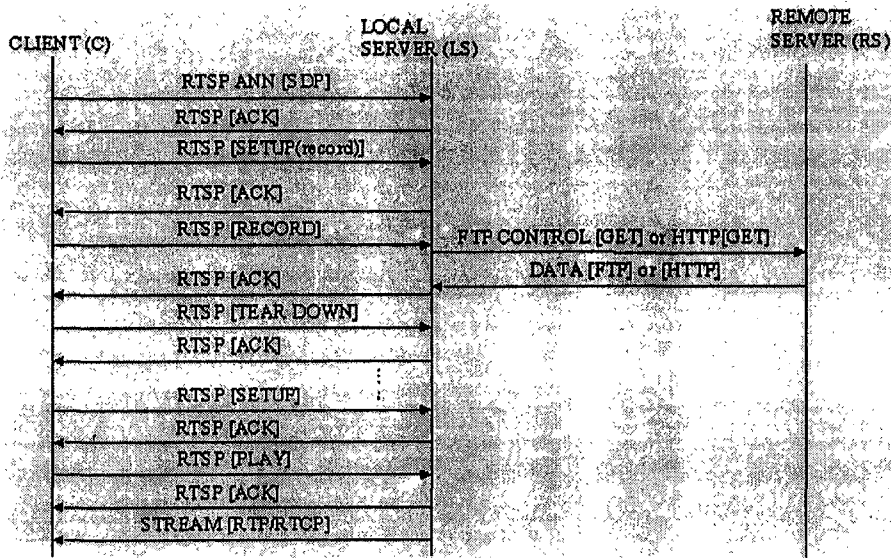 REMOTE
SERVER (RS)
LOCAL
SERVER (LS)
CLIENT (C)
RTSP ANN [SDP]
RTSP [ACK]
RTSP [SETUP(record)]
RTSP [ACK]
RTSP [RECORD]
FTP CONTROL [GET] or HTTP[GET]
DATA [FTP] or [HTTP]
RTSP [ACK]
RTSP [TEAR DOWN]
RTSP [ACK]
RTSP [SETUP]
RTSP [ACK]
RTSP [PLAY]
RTSP [ACK]
STREAM [RTP/RTCP]